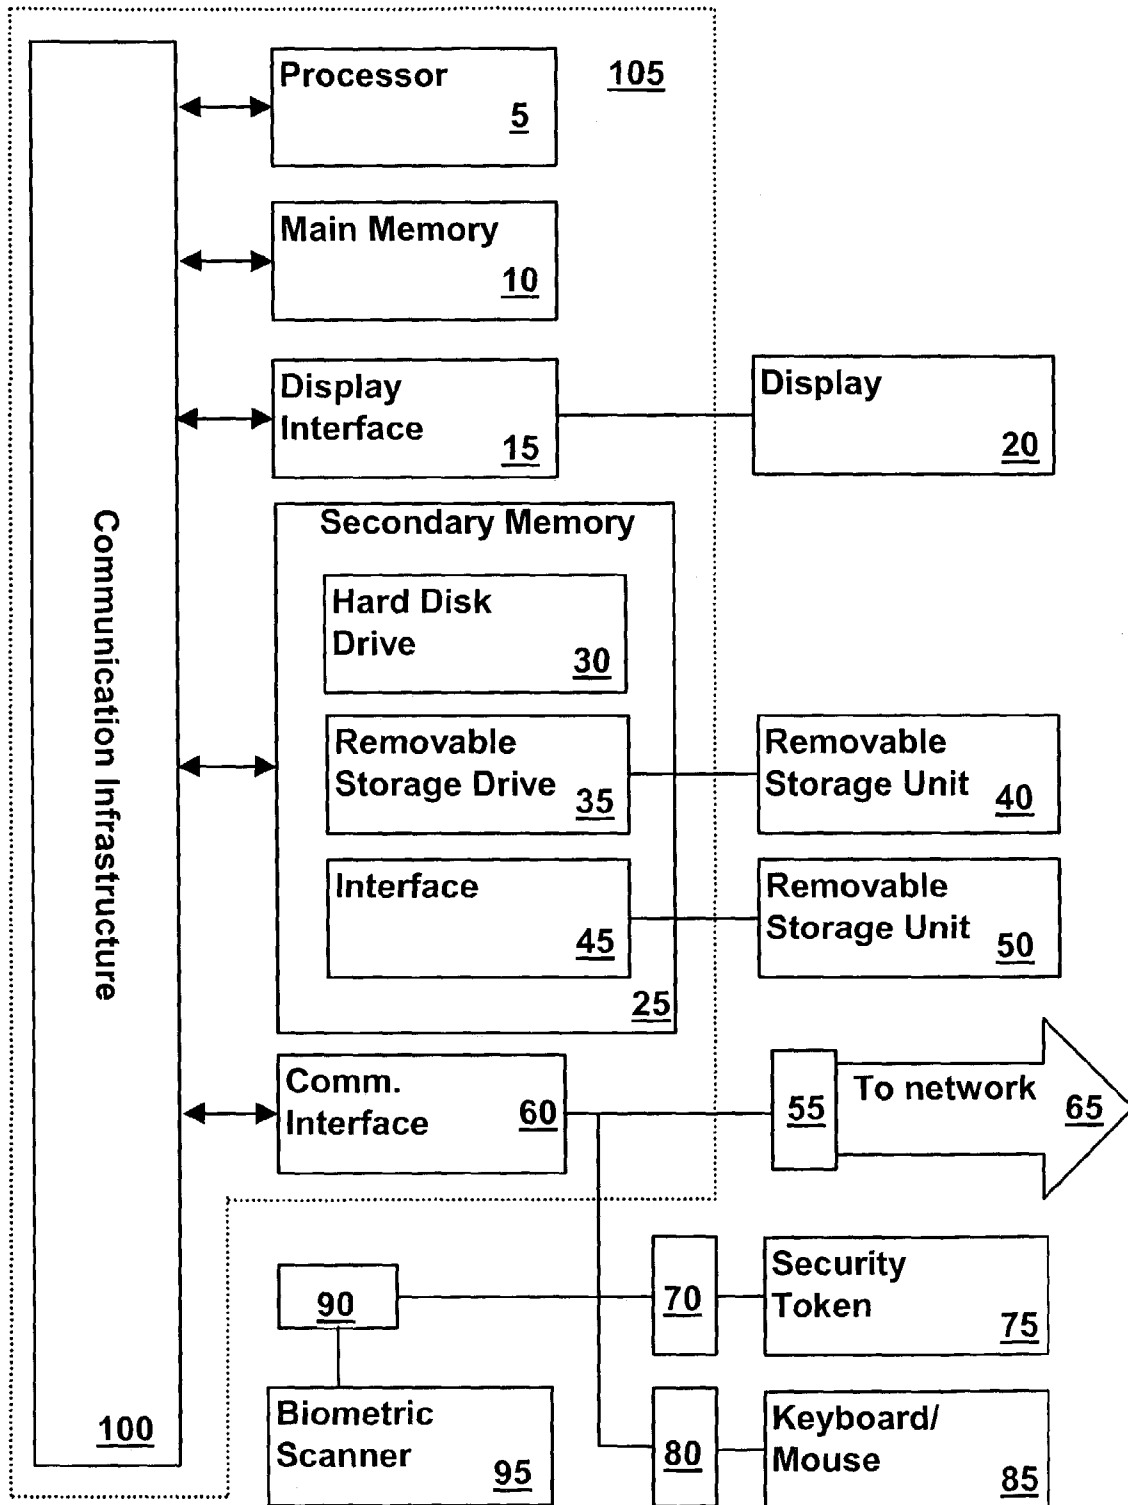 Processor
105
5
Main Memory
10
Display
Interface
15
Display
20
Communication Infrastructure
100
Secondary Memory
Hard Disk
Drive
30
Removable
Storage Drive
35
Removable
Storage Unit
40
Interface
45
Removable
Storage Unit
50
25
Comm.
Interface
60
55
To network
65
90
70
Security
Token
75
Biometric
Scanner
95
80
Keyboard/
Mouse
85